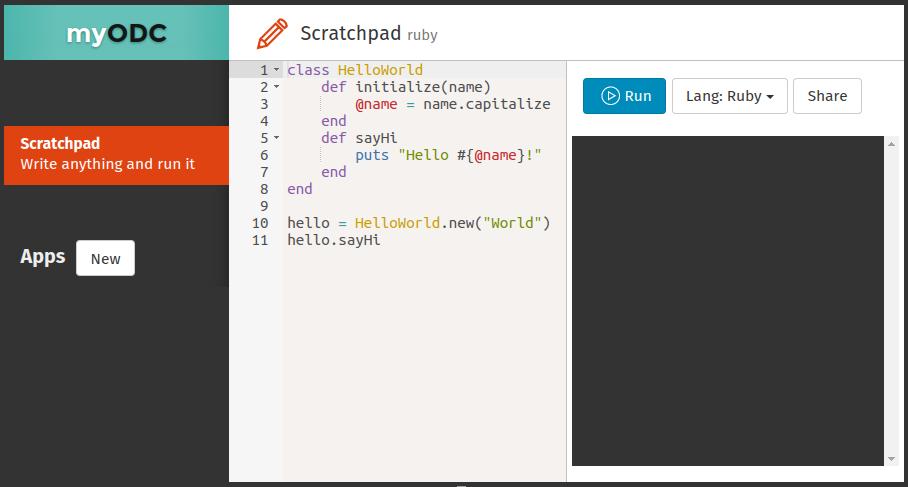 myODC
Scratchpad ruby
Scratchpad
Write anything and run it
Apps New
1 class HelloWorld
2 def initialize(name)
3 @name = name.capitalize
4 end
5 def sayHi
6 puts "Hello #{@name}!"
7 end
8 end
9
10 hello = HelloWorld.new("World")
11 hello.sayHi
Run Lang: Ruby Share